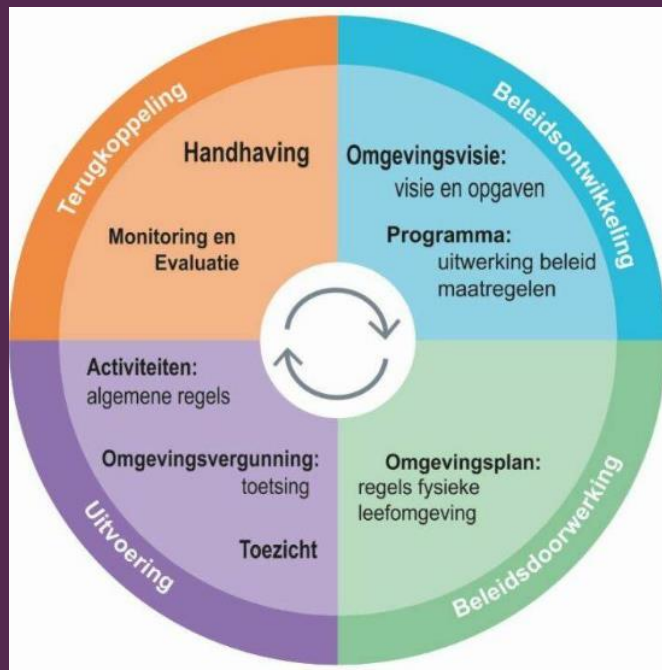 Terugkoppeling
Handhaving
Monitoring en
Evaluatie
Beleidsontwikkeling
Omgevingsvisie:
visie en opgaven
Programma:
uitwerking beleid
maatregelen
Activiteiten:
algemene regels
Omgevingsvergunning:
toetsing
Toezicht
Uitvoering
Omgevingsplan:
regels fysieke
leefomgeving
Beleidsdoorwerking